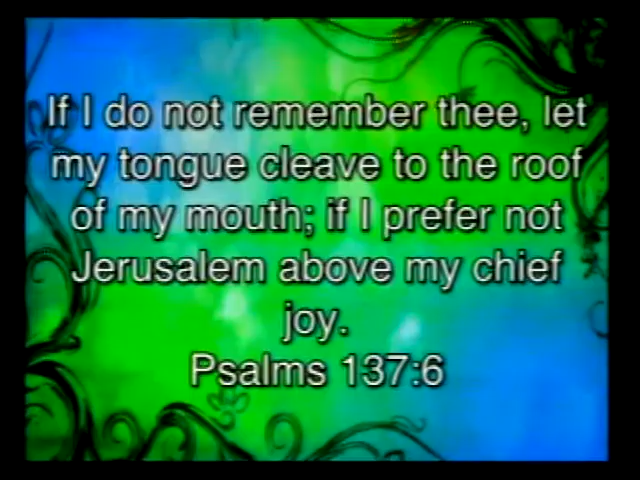 If I do not remember thee, let
my tongue cleave to the roof
of my mouth; if I prefer not
Jerusalem above my chief
joy.
Psalms 137:6